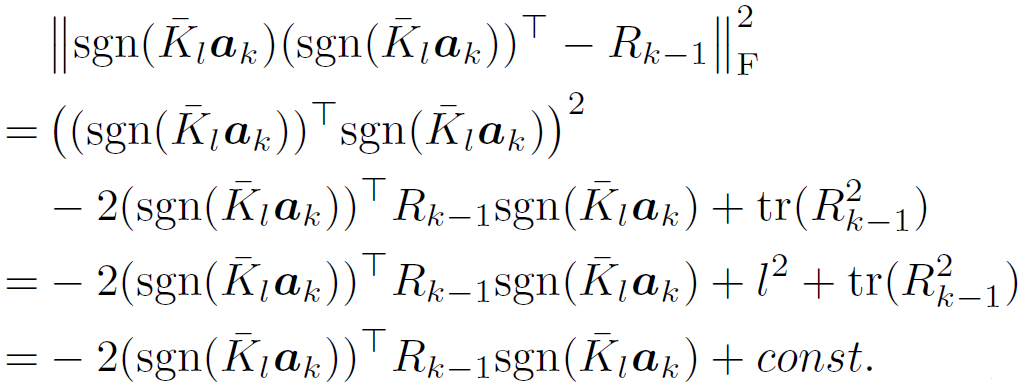 ‖sgn(K̄_l 𝒂_k)(sgn(K̄_l 𝒂_k))^⊤ − R_{k−1}‖_F^2
= ((sgn(K̄_l 𝒂_k))^⊤ sgn(K̄_l 𝒂_k))^2
− 2(sgn(K̄_l 𝒂_k))^⊤ R_{k−1} sgn(K̄_l 𝒂_k) + tr(R_{k−1}^2)
= − 2(sgn(K̄_l 𝒂_k))^⊤ R_{k−1} sgn(K̄_l 𝒂_k) + l^2 + tr(R_{k−1}^2)
= − 2(sgn(K̄_l 𝒂_k))^⊤ R_{k−1} sgn(K̄_l 𝒂_k) + const.